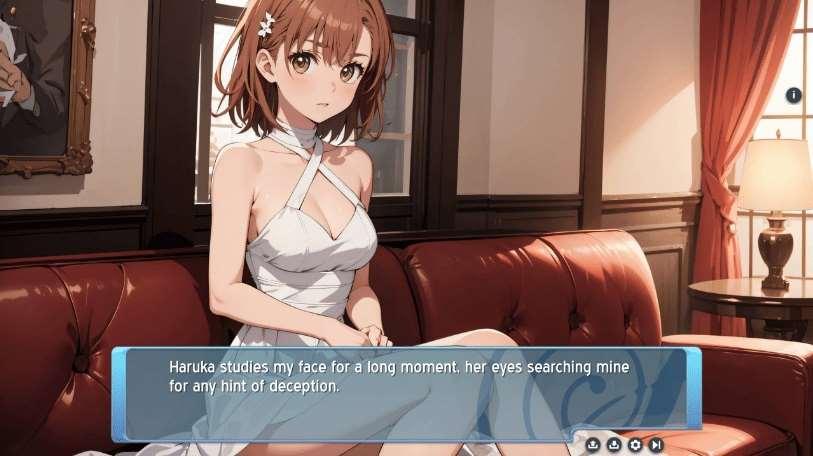 Haruka studies my face for a long moment, her eyes searching mine
for any hint of deception.